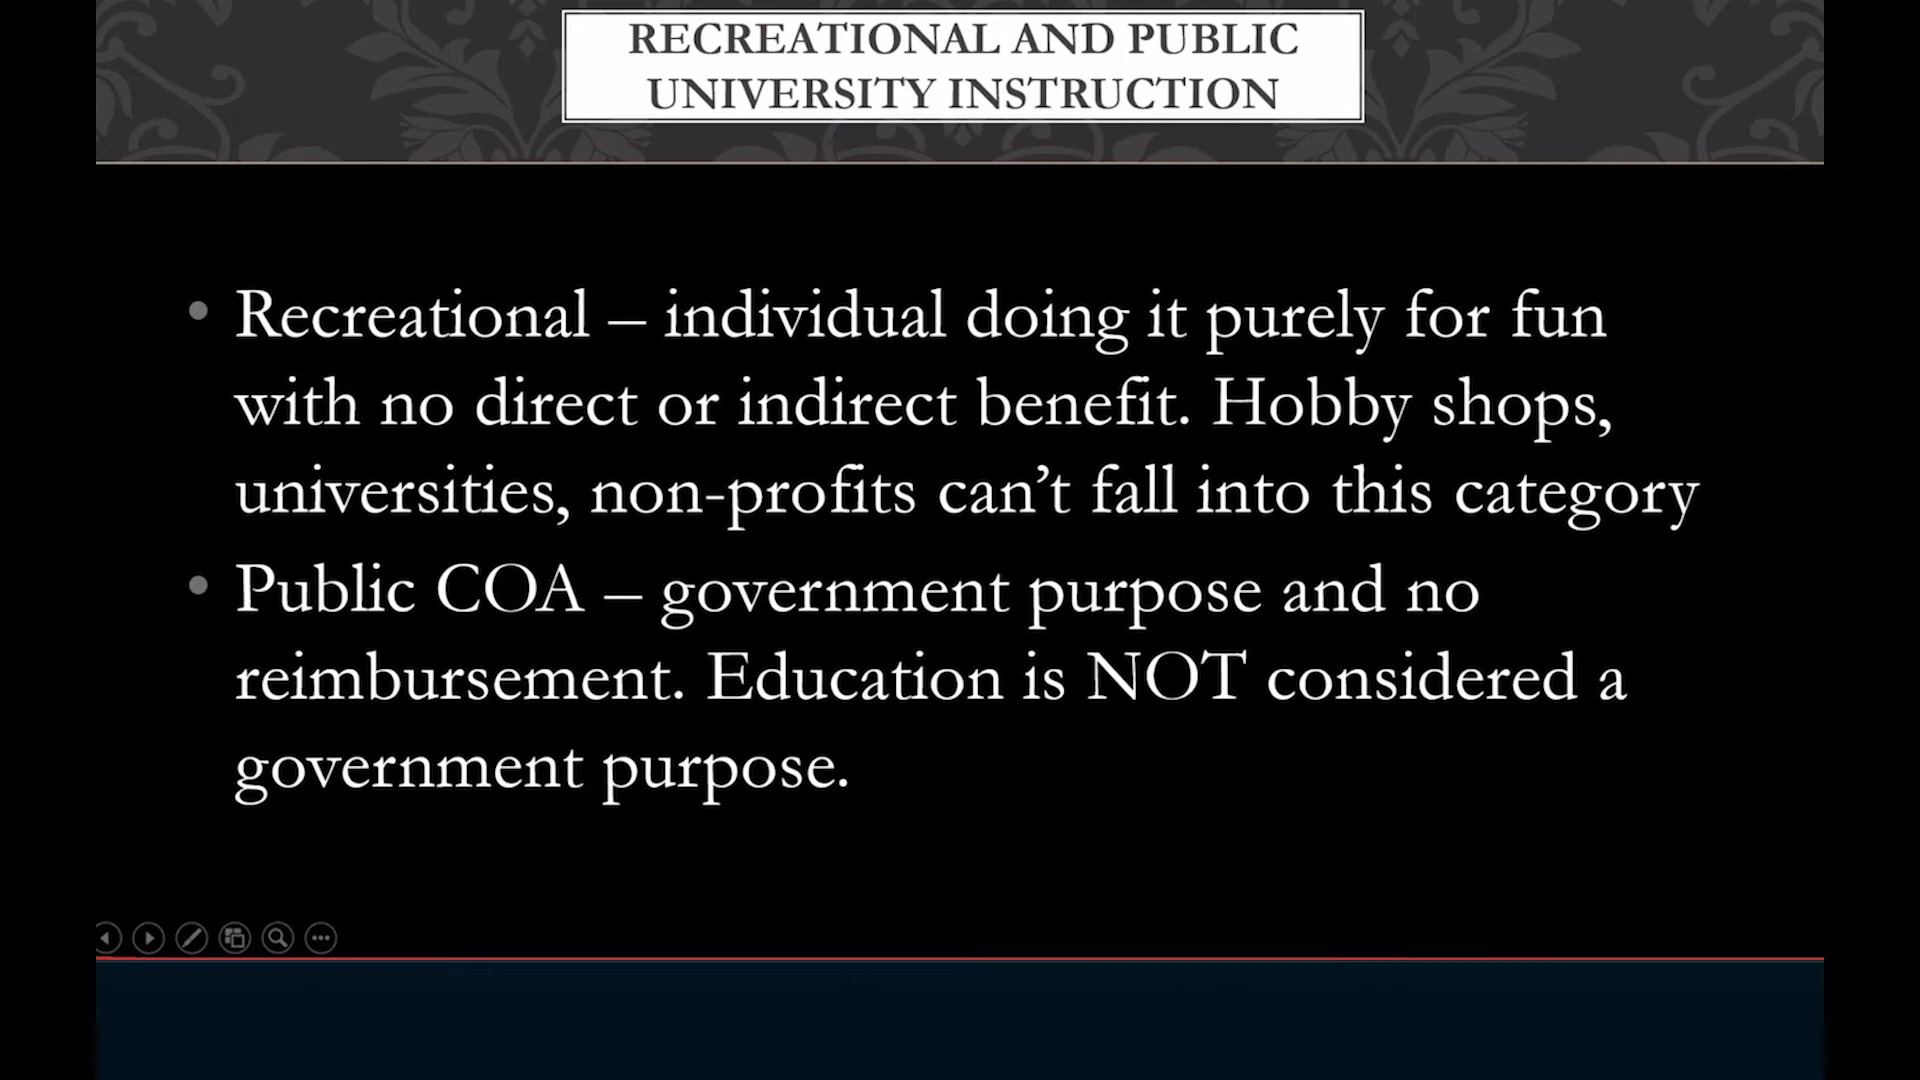 RECREATIONAL AND PUBLIC
UNIVERSITY INSTRUCTION
• Recreational – individual doing it purely for fun
with no direct or indirect benefit. Hobby shops,
universities, non-profits can’t fall into this category
• Public COA – government purpose and no
reimbursement. Education is NOT considered a
government purpose.